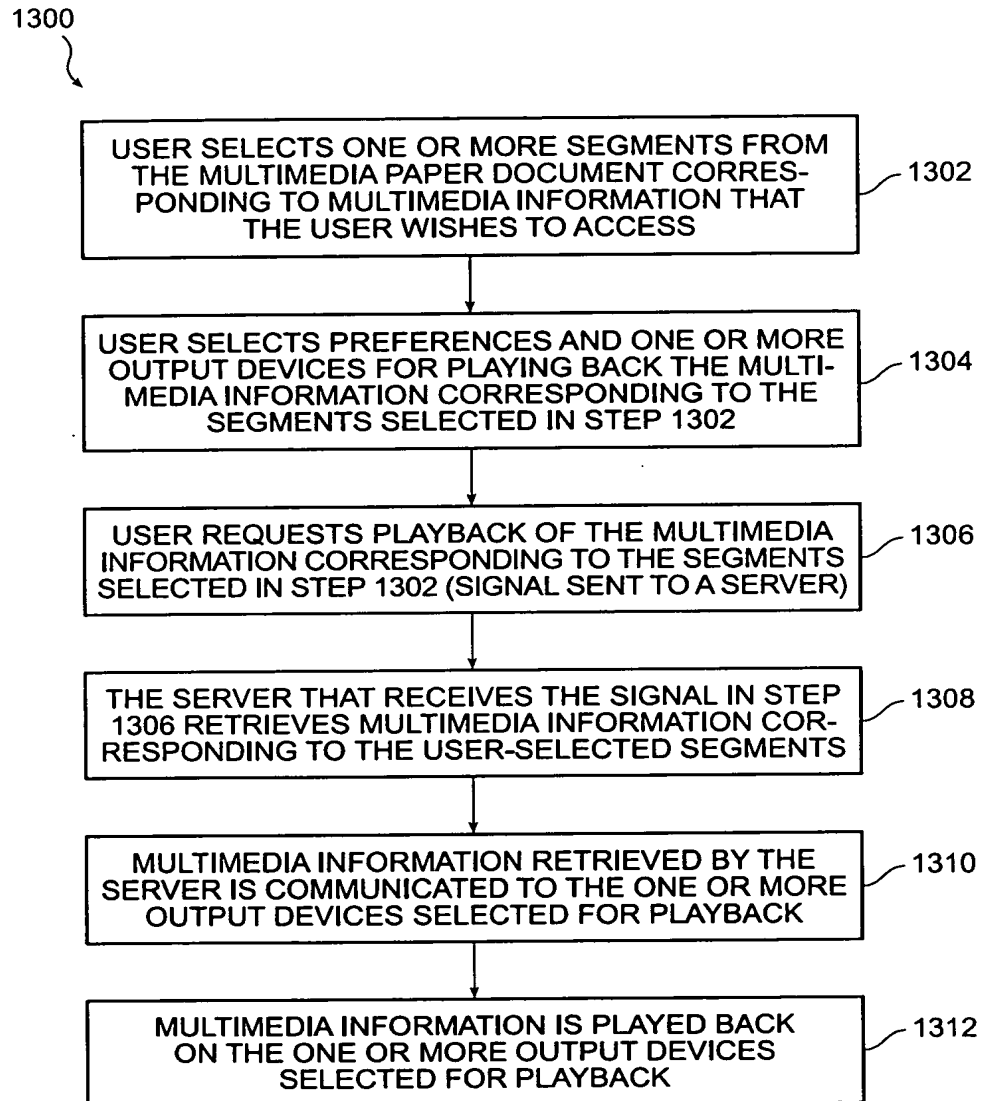 1300
USER SELECTS ONE OR MORE SEGMENTS FROM
THE MULTIMEDIA PAPER DOCUMENT CORRES-
PONDING TO MULTIMEDIA INFORMATION THAT
THE USER WISHES TO ACCESS
1302
USER SELECTS PREFERENCES AND ONE OR MORE
OUTPUT DEVICES FOR PLAYING BACK THE MULTI-
MEDIA INFORMATION CORRESPONDING TO THE
SEGMENTS SELECTED IN STEP 1302
1304
USER REQUESTS PLAYBACK OF THE MULTIMEDIA
INFORMATION CORRESPONDING TO THE SEGMENTS
SELECTED IN STEP 1302 (SIGNAL SENT TO A SERVER)
1306
THE SERVER THAT RECEIVES THE SIGNAL IN STEP
1306 RETRIEVES MULTIMEDIA INFORMATION COR-
RESPONDING TO THE USER-SELECTED SEGMENTS
1308
MULTIMEDIA INFORMATION RETRIEVED BY THE
SERVER IS COMMUNICATED TO THE ONE OR MORE
OUTPUT DEVICES SELECTED FOR PLAYBACK
1310
MULTIMEDIA INFORMATION IS PLAYED BACK
ON THE ONE OR MORE OUTPUT DEVICES
SELECTED FOR PLAYBACK
1312